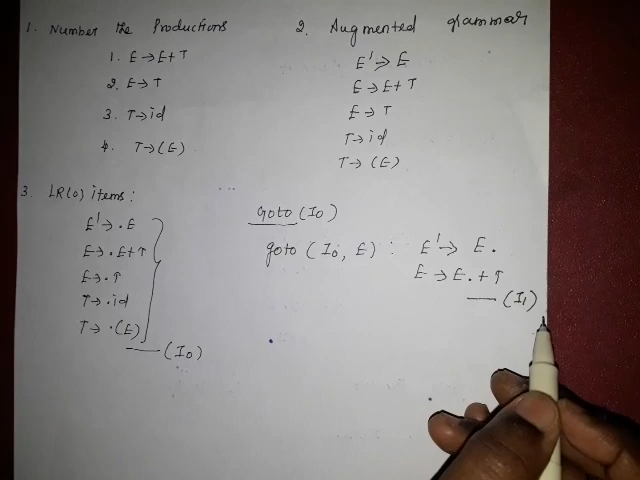 1. Number the Productions
1. E→E+T
2. E→T
3. T→id
4. T→(E)
2. Augmented grammar
E'→E
E→E+T
E→T
T→id
T→(E)
3. LR(0) items:
E'→.E
E→.E+T
E→.T
T→.id
T→.(E)
(I₀)
Goto (I₀)
goto (I₀, E) : E'→ E.
E→E.+T
(I₁)